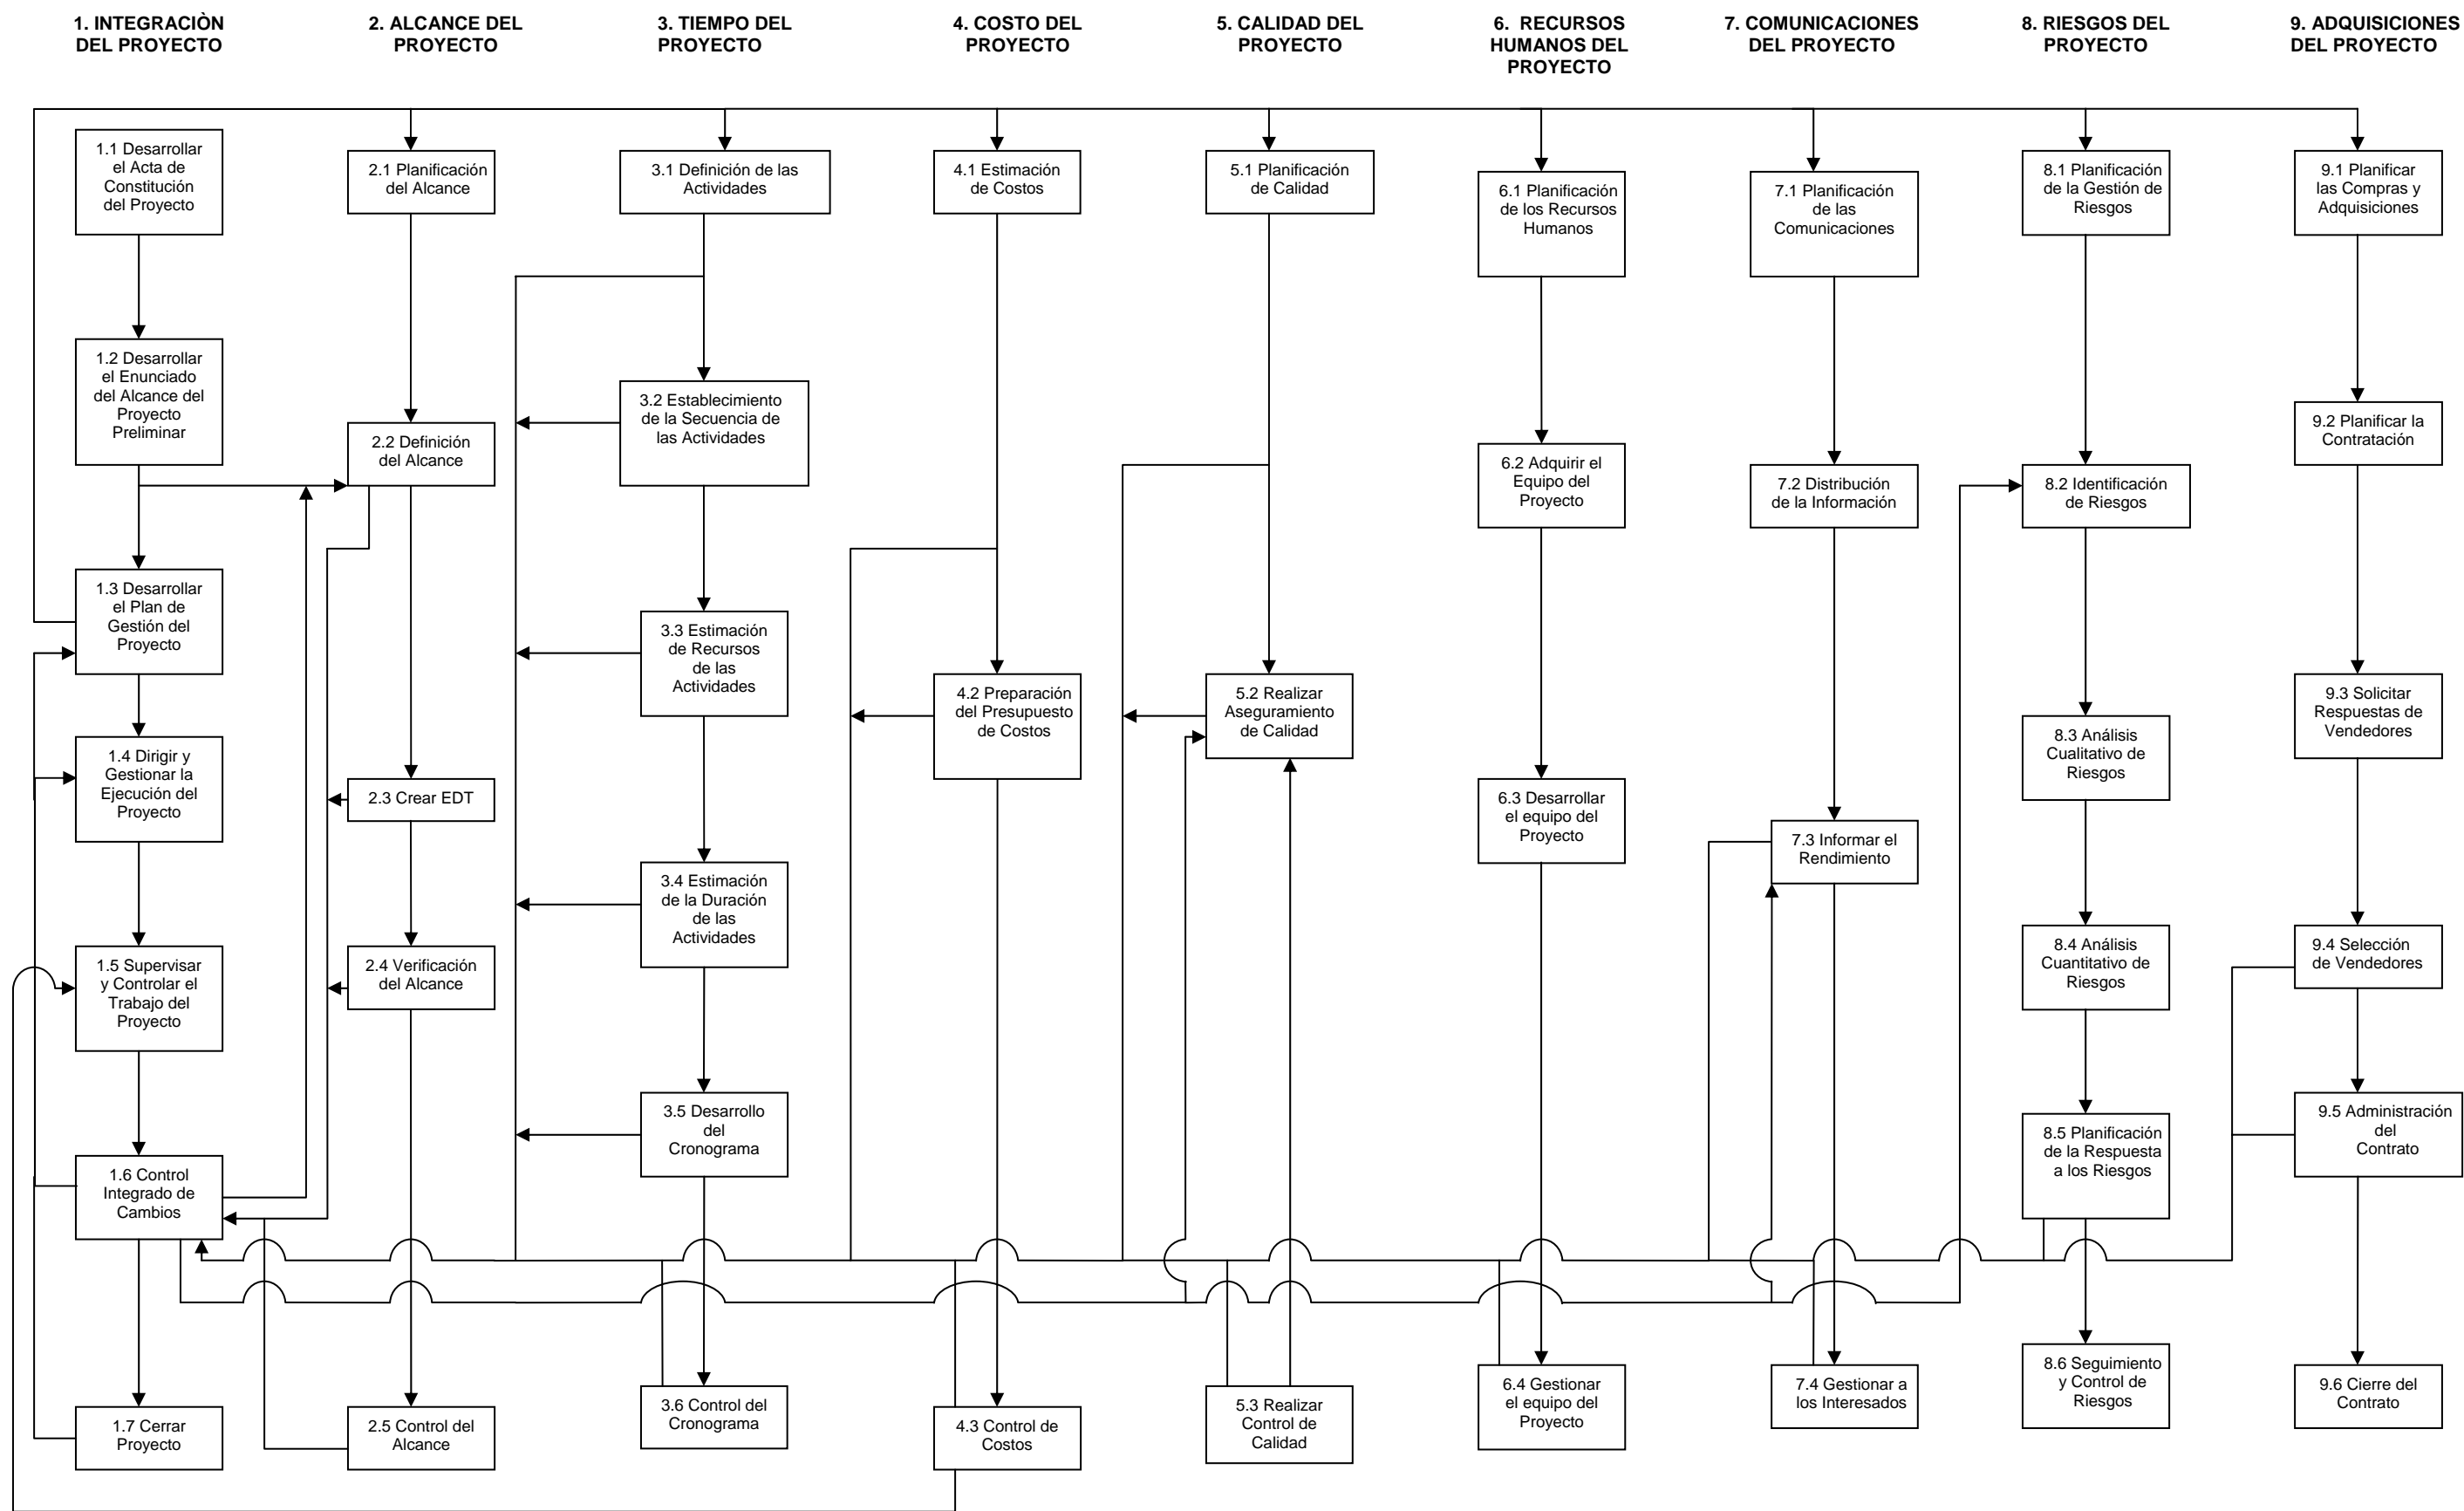 1. INTEGRACIÒN
DEL PROYECTO
2. ALCANCE DEL
PROYECTO
3. TIEMPO DEL
PROYECTO
4. COSTO DEL
PROYECTO
5. CALIDAD DEL
PROYECTO
6. RECURSOS
HUMANOS DEL
PROYECTO
7. COMUNICACIONES
DEL PROYECTO
8. RIESGOS DEL
PROYECTO
9. ADQUISICIONES
DEL PROYECTO
1.1 Desarrollar
el Acta de
Constitución
del Proyecto
1.2 Desarrollar
el Enunciado
del Alcance del
Proyecto
Preliminar
1.3 Desarrollar
el Plan de
Gestión del
Proyecto
1.4 Dirigir y
Gestionar la
Ejecución del
Proyecto
1.5 Supervisar
y Controlar el
Trabajo del
Proyecto
1.6 Control
Integrado de
Cambios
1.7 Cerrar
Proyecto
2.1 Planificación
del Alcance
2.2 Definición
del Alcance
2.3 Crear EDT
2.4 Verificación
del Alcance
2.5 Control del
Alcance
3.1 Definición de las
Actividades
3.2 Establecimiento
de la Secuencia de
las Actividades
3.3 Estimación
de Recursos
de las
Actividades
3.4 Estimación
de la Duración
de las
Actividades
3.5 Desarrollo
del
Cronograma
3.6 Control del
Cronograma
4.1 Estimación
de Costos
4.2 Preparación
del Presupuesto
de Costos
4.3 Control de
Costos
5.1 Planificación
de Calidad
5.2 Realizar
Aseguramiento
de Calidad
5.3 Realizar
Control de
Calidad
6.1 Planificación
de los Recursos
Humanos
6.2 Adquirir el
Equipo del
Proyecto
6.3 Desarrollar
el equipo del
Proyecto
6.4 Gestionar
el equipo del
Proyecto
7.1 Planificación
de las
Comunicaciones
7.2 Distribución
de la Información
7.3 Informar el
Rendimiento
7.4 Gestionar a
los Interesados
8.1 Planificación
de la Gestión de
Riesgos
8.2 Identificación
de Riesgos
8.3 Análisis
Cualitativo de
Riesgos
8.4 Análisis
Cuantitativo de
Riesgos
8.5 Planificación
de la Respuesta
a los Riesgos
8.6 Seguimiento
y Control de
Riesgos
9.1 Planificar
las Compras y
Adquisiciones
9.2 Planificar la
Contratación
9.3 Solicitar
Respuestas de
Vendedores
9.4 Selección
de Vendedores
9.5 Administración
del
Contrato
9.6 Cierre del
Contrato